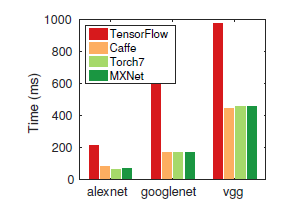 1000
800
600
400
200
0
Time (ms)
TensorFlow
Caffe
Torch7
MXNet
alexnet googlenet vgg